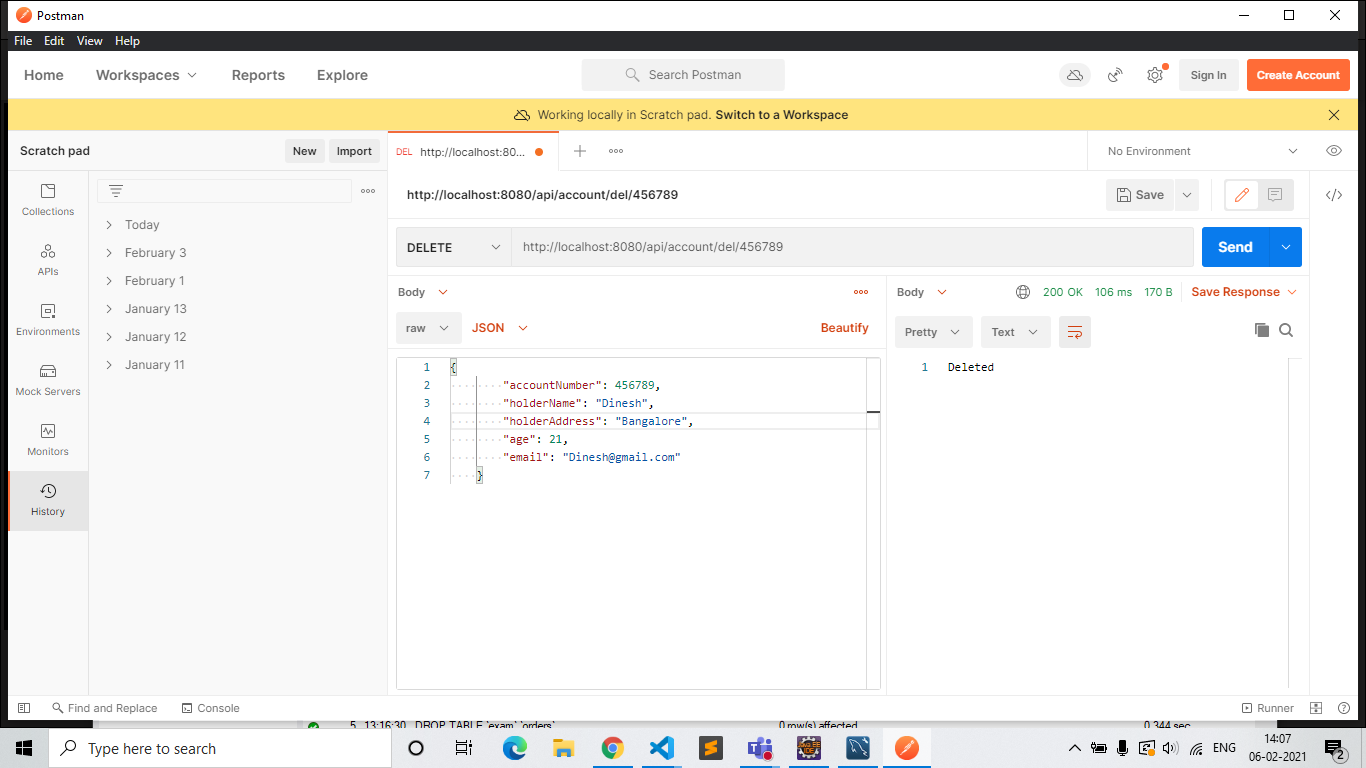 Postman
File Edit View Help
Home Workspaces Reports Explore Search Postman Sign In Create Account
Working locally in Scratch pad. Switch to a Workspace
Scratch pad New Import DEL http://localhost:80... No Environment
http://localhost:8080/api/account/del/456789 Save
Collections
APIs
Environments
Mock Servers
Monitors
History
Today
February 3
February 1
January 13
January 12
January 11
DELETE http://localhost:8080/api/account/del/456789 Send
Body
raw JSON Beautify
1 {
2 "accountNumber": 456789,
3 "holderName": "Dinesh",
4 "holderAddress": "Bangalore",
5 "age": 21,
6 "email": "Dinesh@gmail.com"
7 }
Body 200 OK 106 ms 170 B Save Response
Pretty Text
1 Deleted
Find and Replace Console Runner
5 13:16:30 DROP TABLE `exam`.`orders` 0 row(s) affected 0.344 sec
Type here to search ENG 14:07
06-02-2021 2